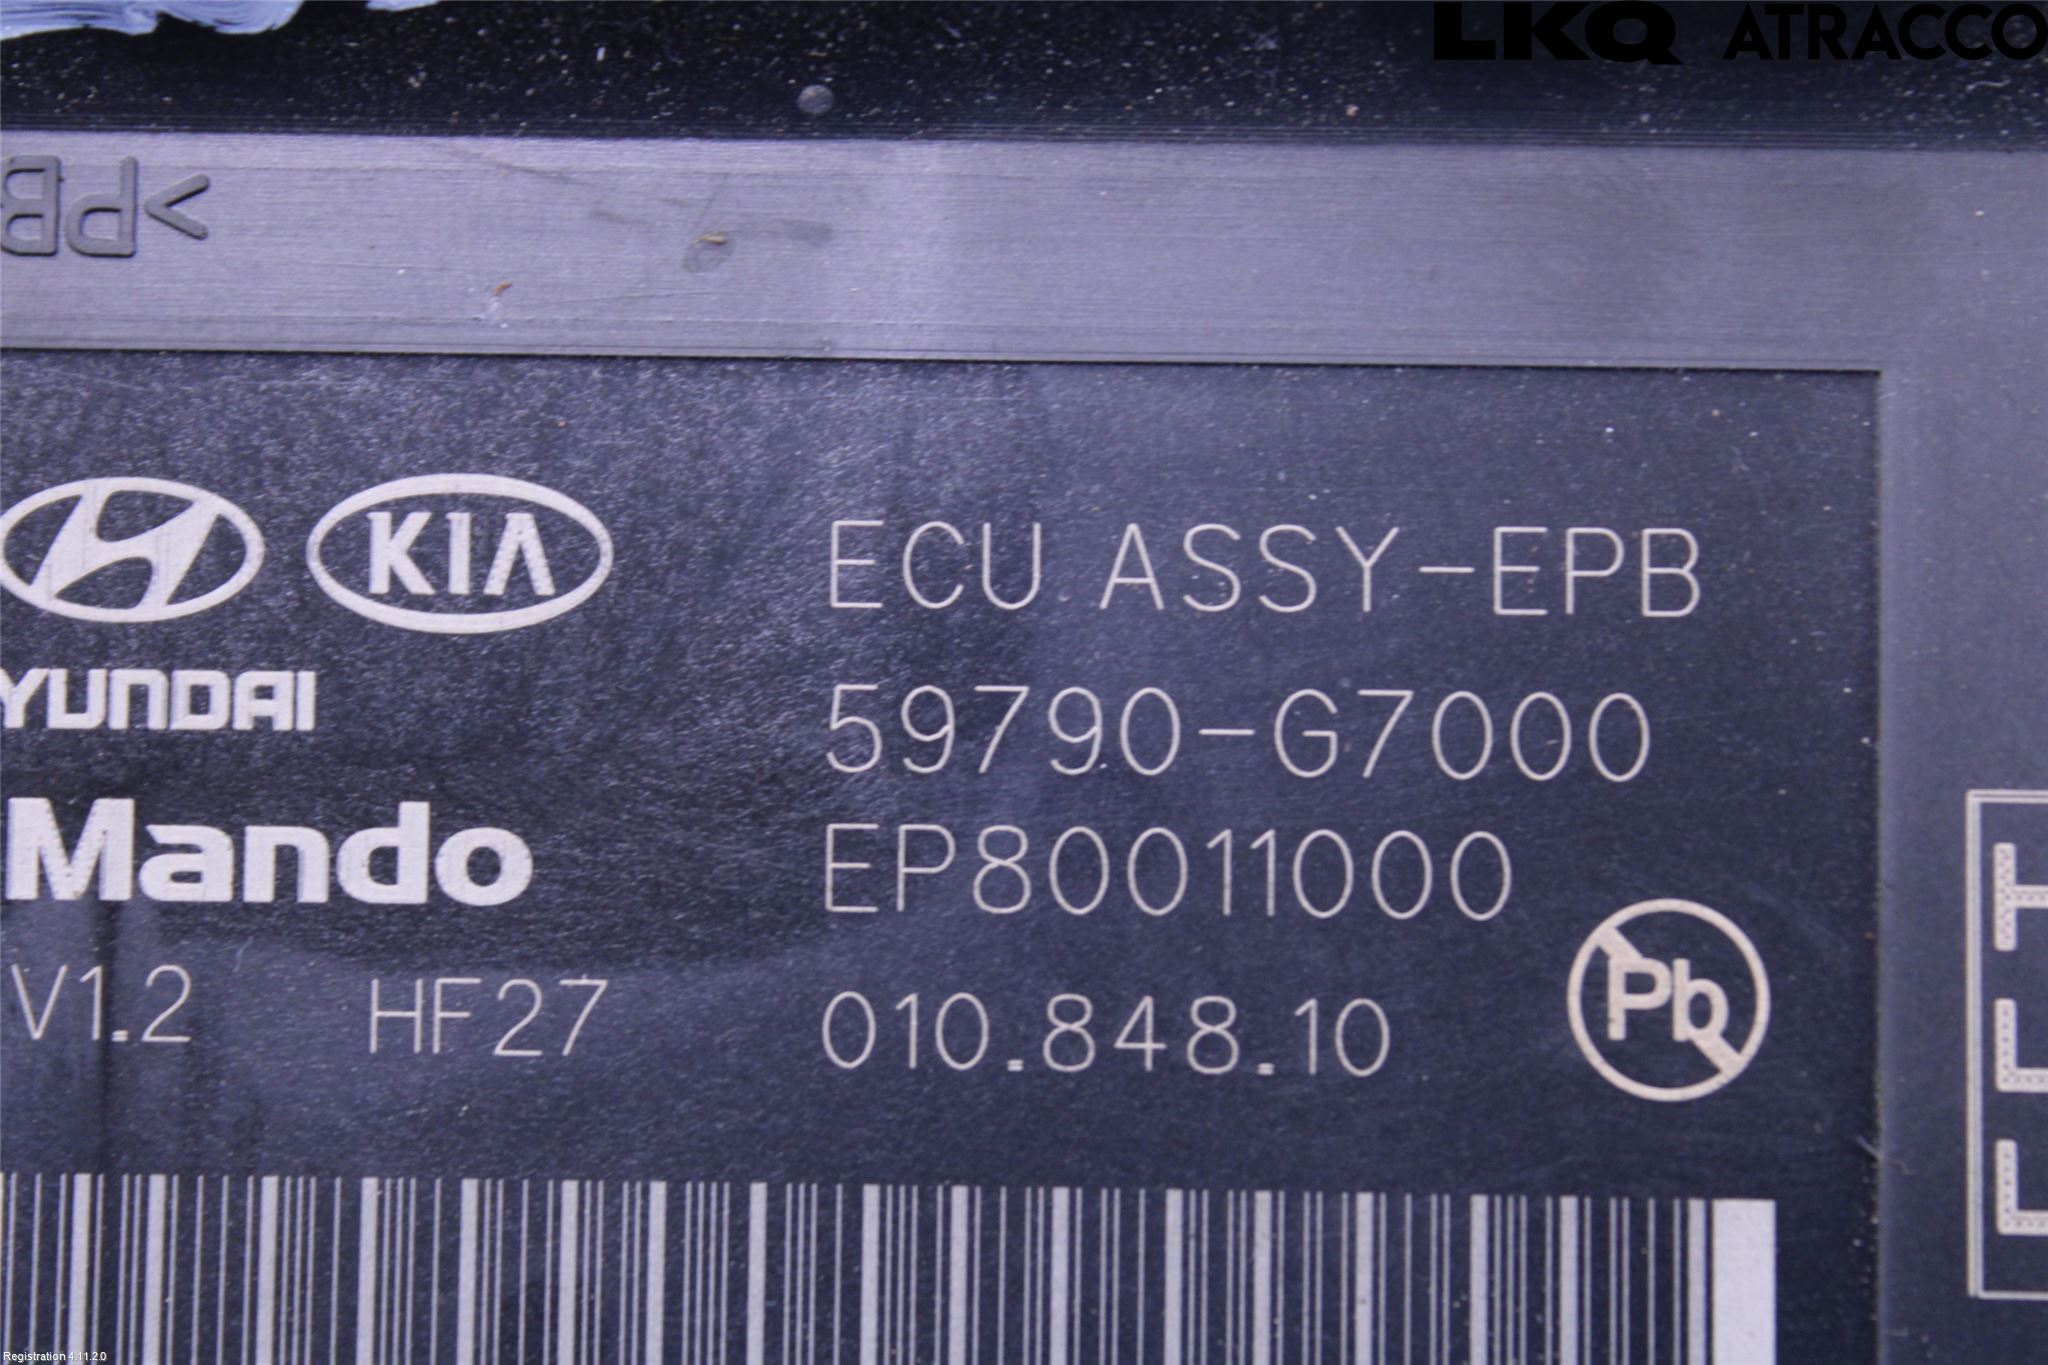 LKQ ATRACCO
>PB
KIA
ECU ASSY-EPB
YUNDAI
59790-G7000
Mando
EP80011000
V1.2 HF27
010.848.10
Pb
Registration 4.11.2.0